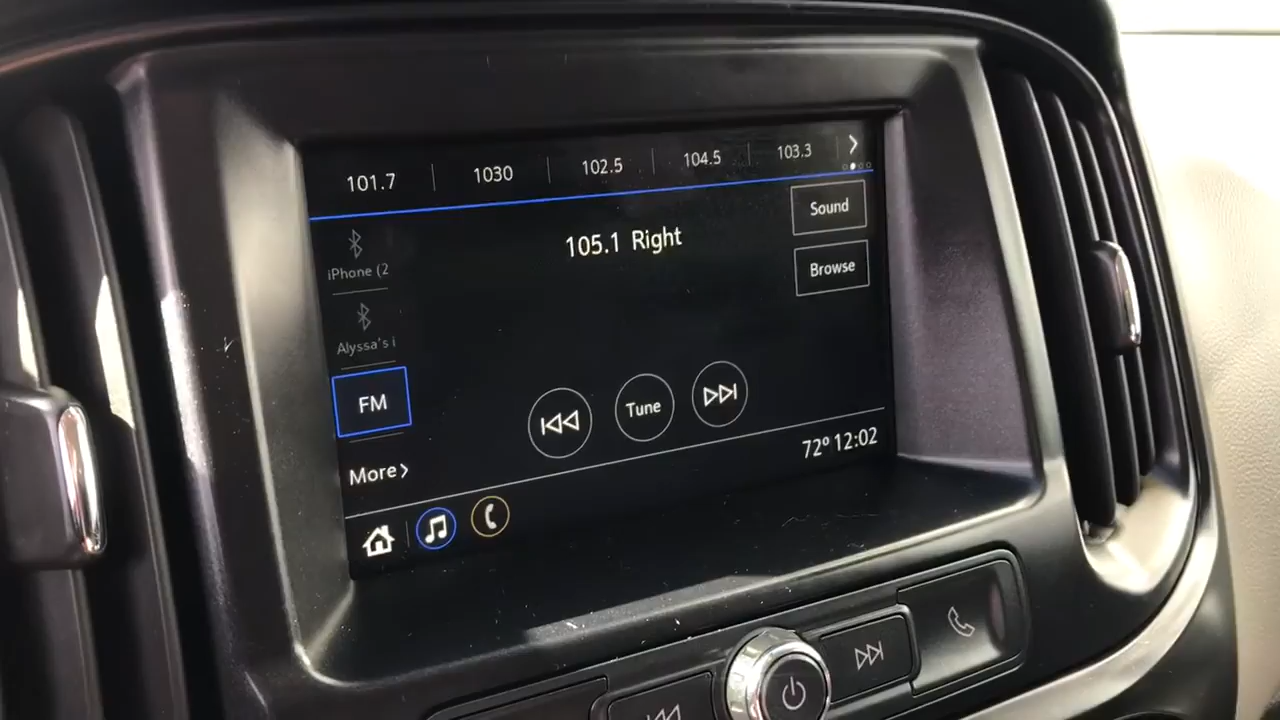 101.7 1030 102.5 104.5 103.3
105.1 Right
Sound
Browse
iPhone (2
Alyssa's i
FM
More
Tune
72° 12:02